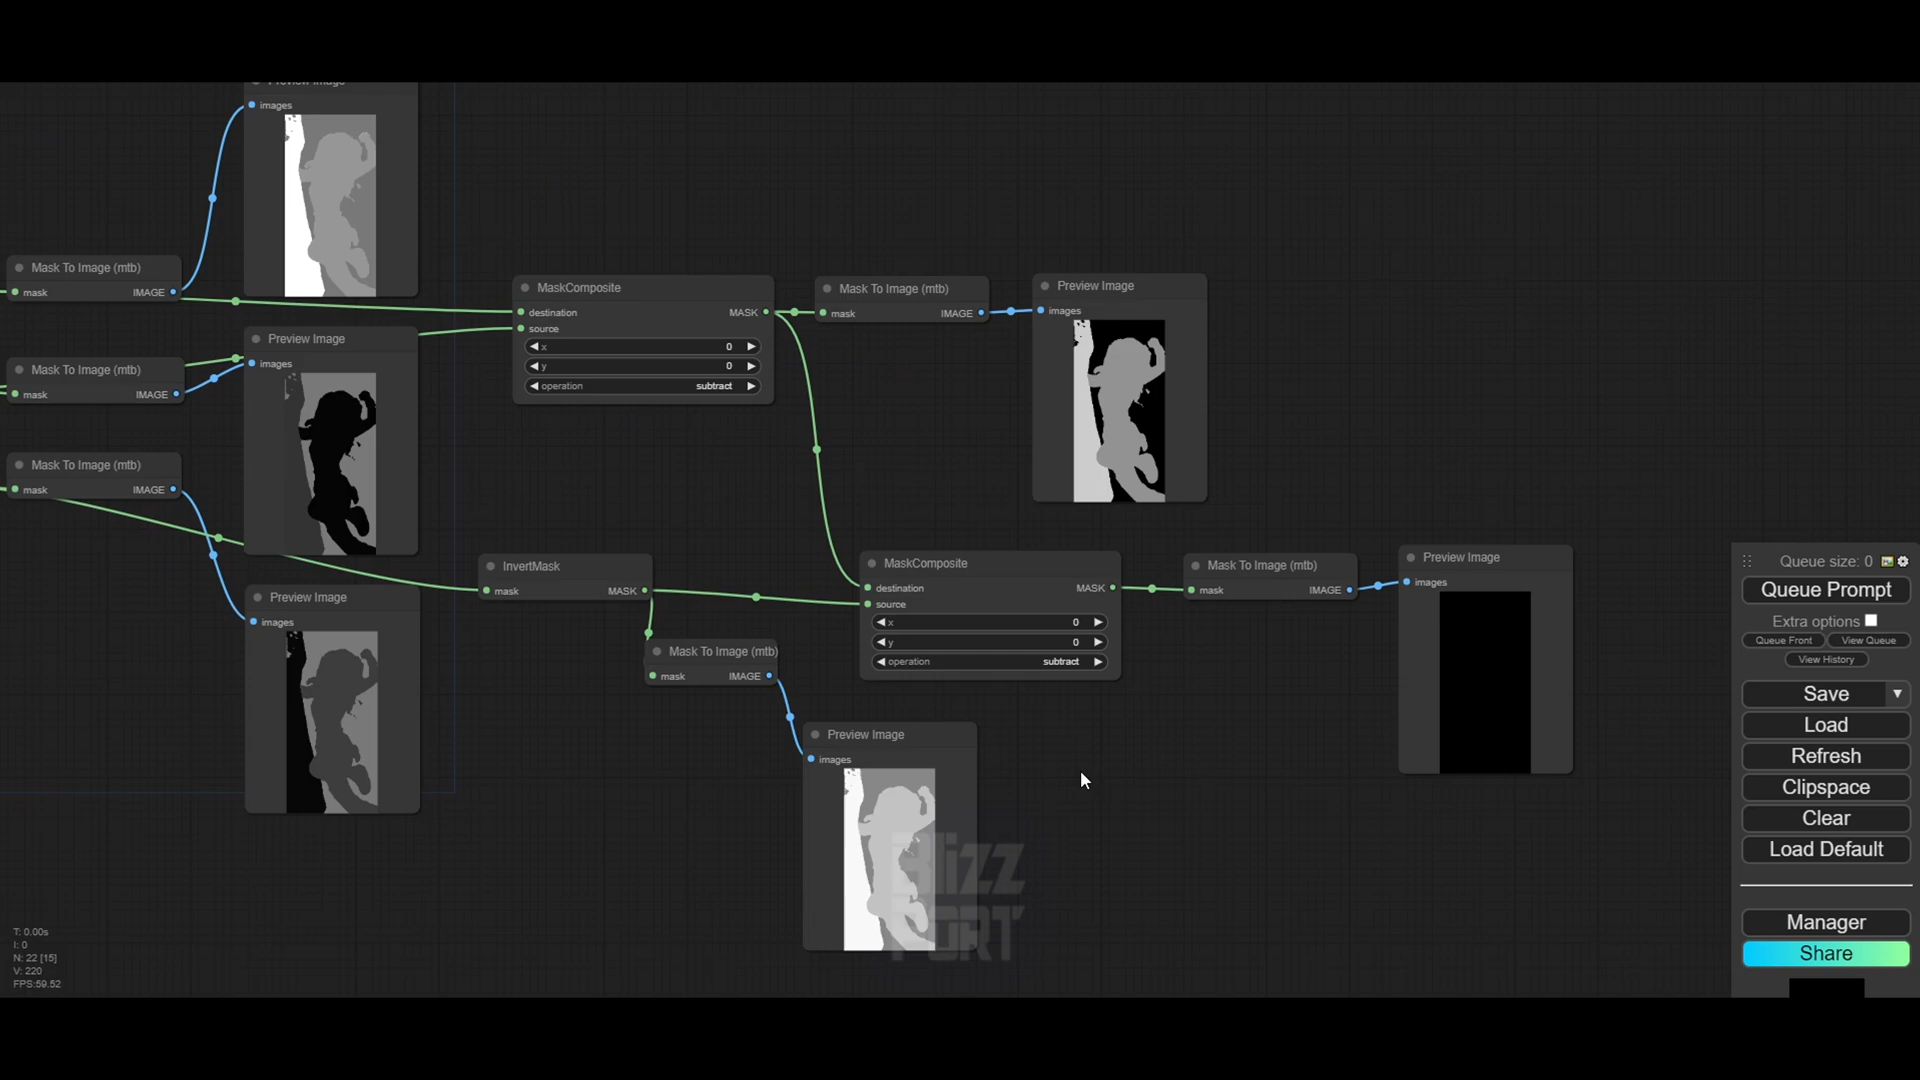 Preview Image
images
Mask To Image (mtb)
mask IMAGE
Preview Image
images
Mask To Image (mtb)
mask IMAGE
Mask To Image (mtb)
mask IMAGE
Preview Image
images
MaskComposite
destination MASK
source
x 0
y 0
operation subtract
Mask To Image (mtb)
mask IMAGE
Preview Image
images
InvertMask
mask MASK
Mask To Image (mtb)
mask IMAGE
Preview Image
images
MaskComposite
destination MASK
source
x 0
y 0
operation subtract
Mask To Image (mtb)
mask IMAGE
Preview Image
images
Queue size: 0
Queue Prompt
Extra options
Queue Front View Queue
View History
Save
Load
Refresh
Clipspace
Clear
Load Default
Manager
Share
T: 0.00s
I: 0
N: 22 [15]
V: 220
FPS:59.52